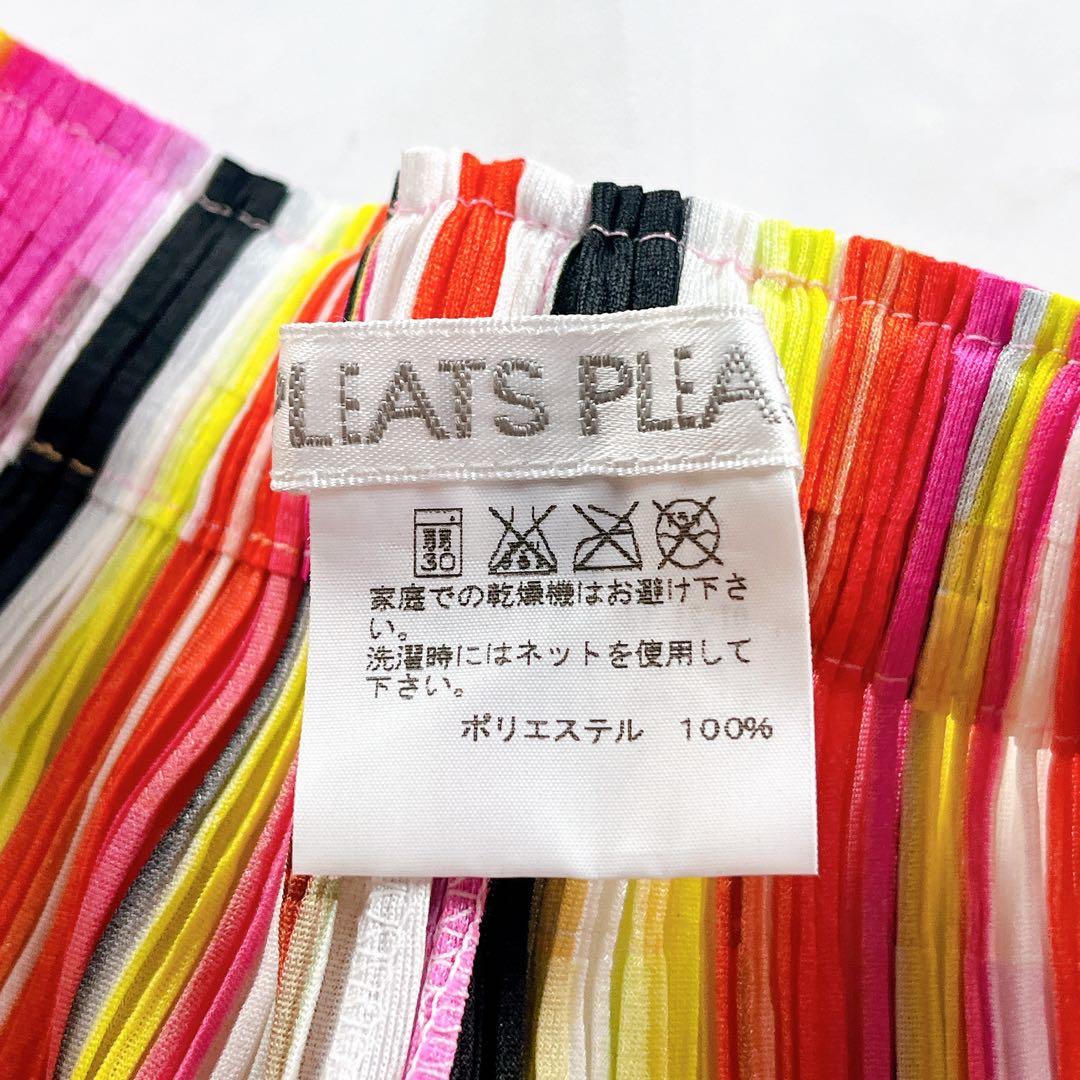 PLEATS PLEA
弱
30
家庭での乾燥機はお避け下さ
い。
洗濯時にはネットを使用して
下さい。
ポリエステル 100%